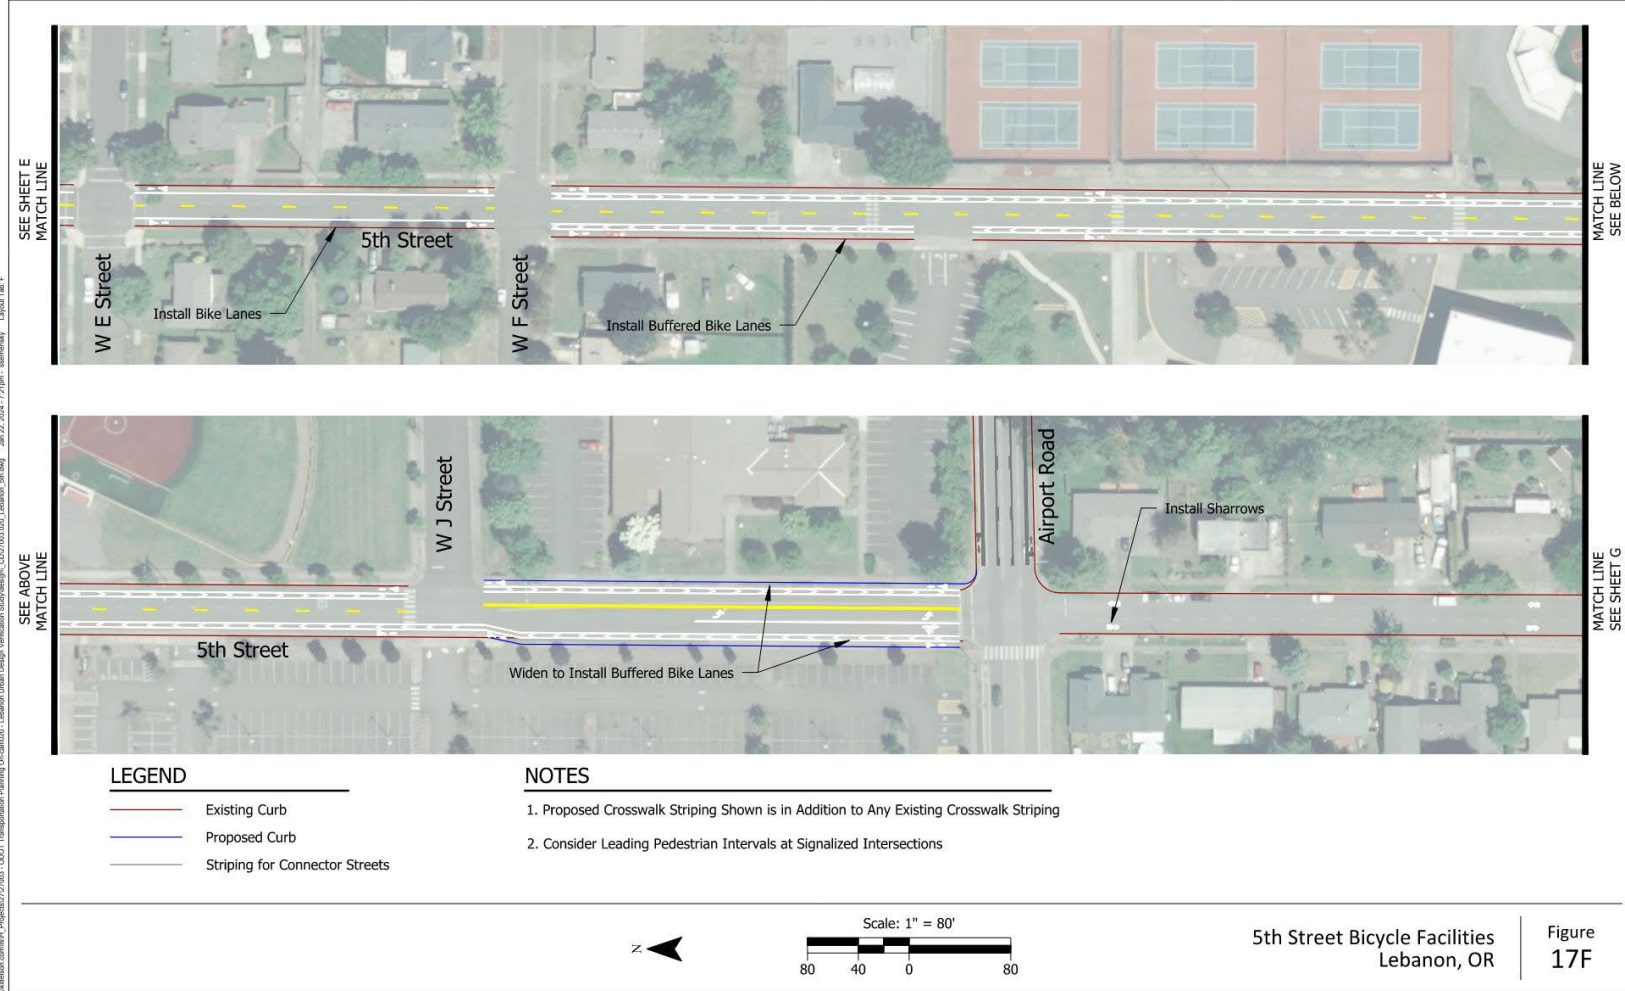 SEE SHEET E
MATCH LINE
W E Street
Install Bike Lanes
5th Street
W F Street
Install Buffered Bike Lanes
MATCH LINE
SEE BELOW
SEE ABOVE
MATCH LINE
5th Street
W J Street
Widen to Install Buffered Bike Lanes
Airport Road
Install Sharrows
MATCH LINE
SEE SHEET G
LEGEND
Existing Curb
Proposed Curb
Striping for Connector Streets
NOTES
1. Proposed Crosswalk Striping Shown is in Addition to Any Existing Crosswalk Striping
2. Consider Leading Pedestrian Intervals at Signalized Intersections
N
Scale: 1" = 80'
80 40 0 80
5th Street Bicycle Facilities
Lebanon, OR
Figure
17F